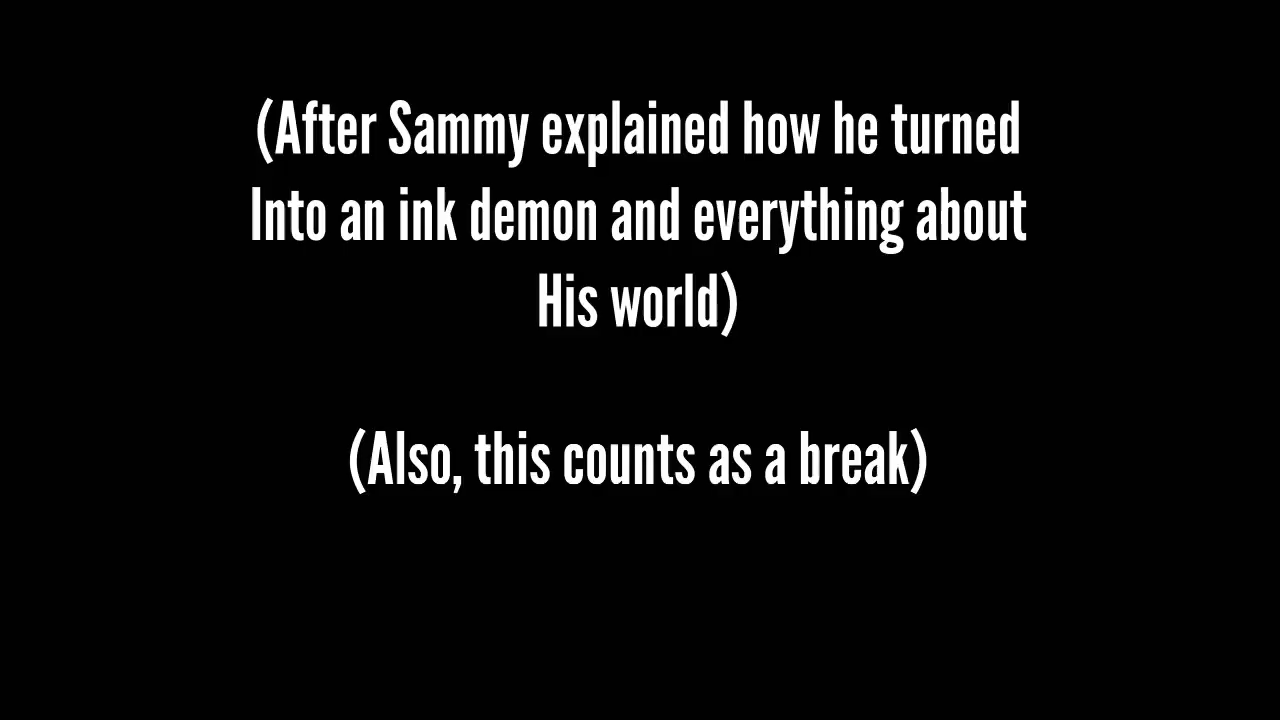 (After Sammy explained how he turned
Into an ink demon and everything about
His world)
(Also, this counts as a break)